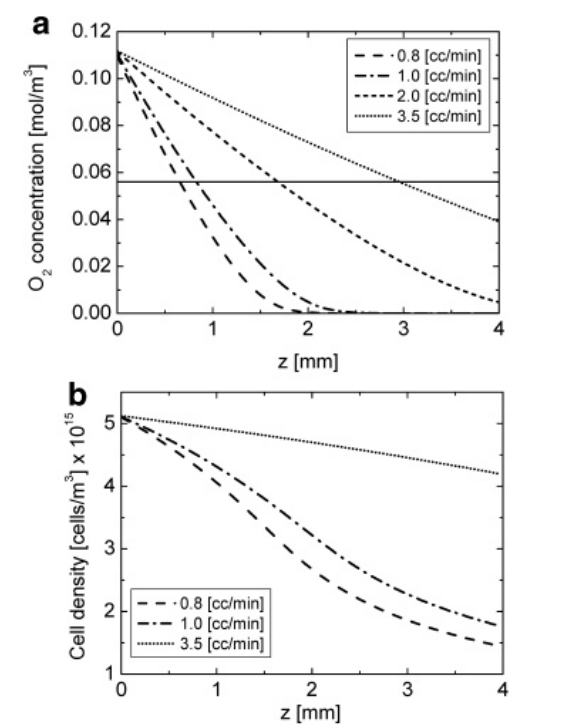 a
0.12
0.10
0.08
0.06
0.04
0.02
0.00
O2 concentration [mol/m3]
0.8 [cc/min]
1.0 [cc/min]
2.0 [cc/min]
3.5 [cc/min]
0 1 2 3 4
z [mm]
b
5
4
3
2
1
Cell density [cells/m3] x 10^15
0.8 [cc/min]
1.0 [cc/min]
3.5 [cc/min]
0 1 2 3 4
z [mm]